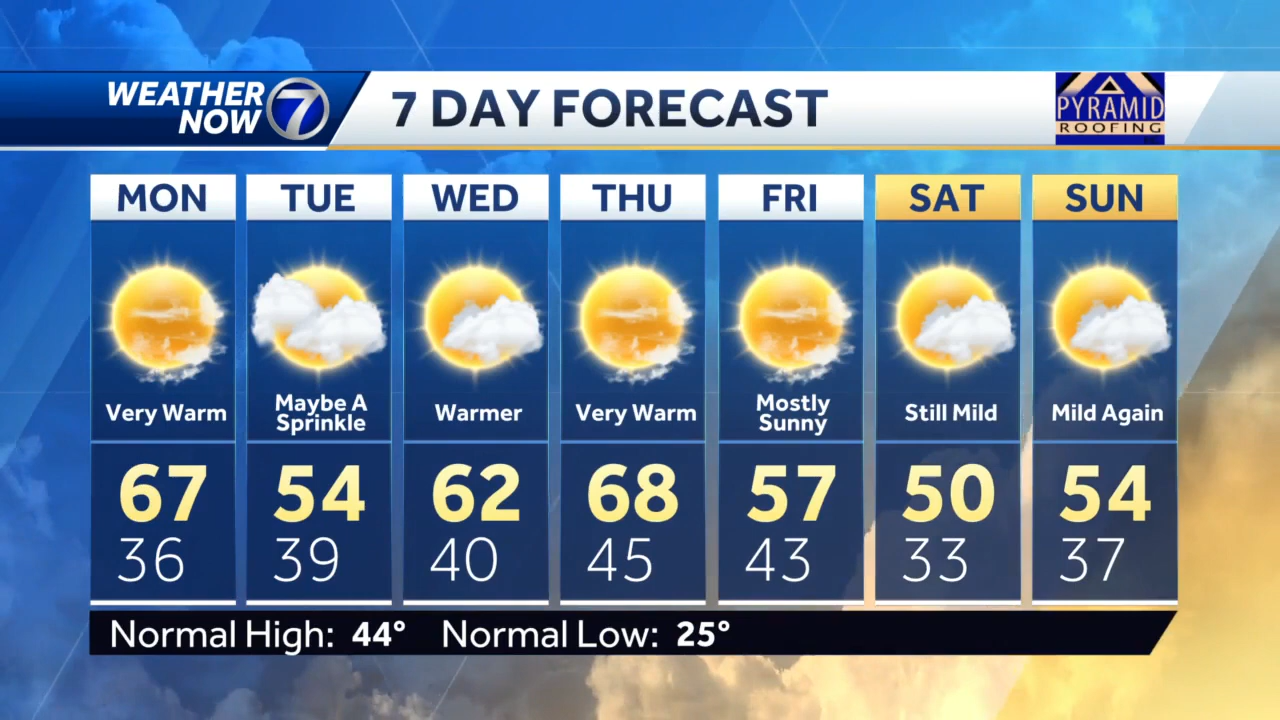 WEATHER
NOW 7
7 DAY FORECAST
PYRAMID
ROOFING
MON TUE WED THU FRI SAT SUN
Very Warm Maybe A Sprinkle Warmer Very Warm Mostly Sunny Still Mild Mild Again
67 54 62 68 57 50 54
36 39 40 45 43 33 37
Normal High: 44° Normal Low: 25°